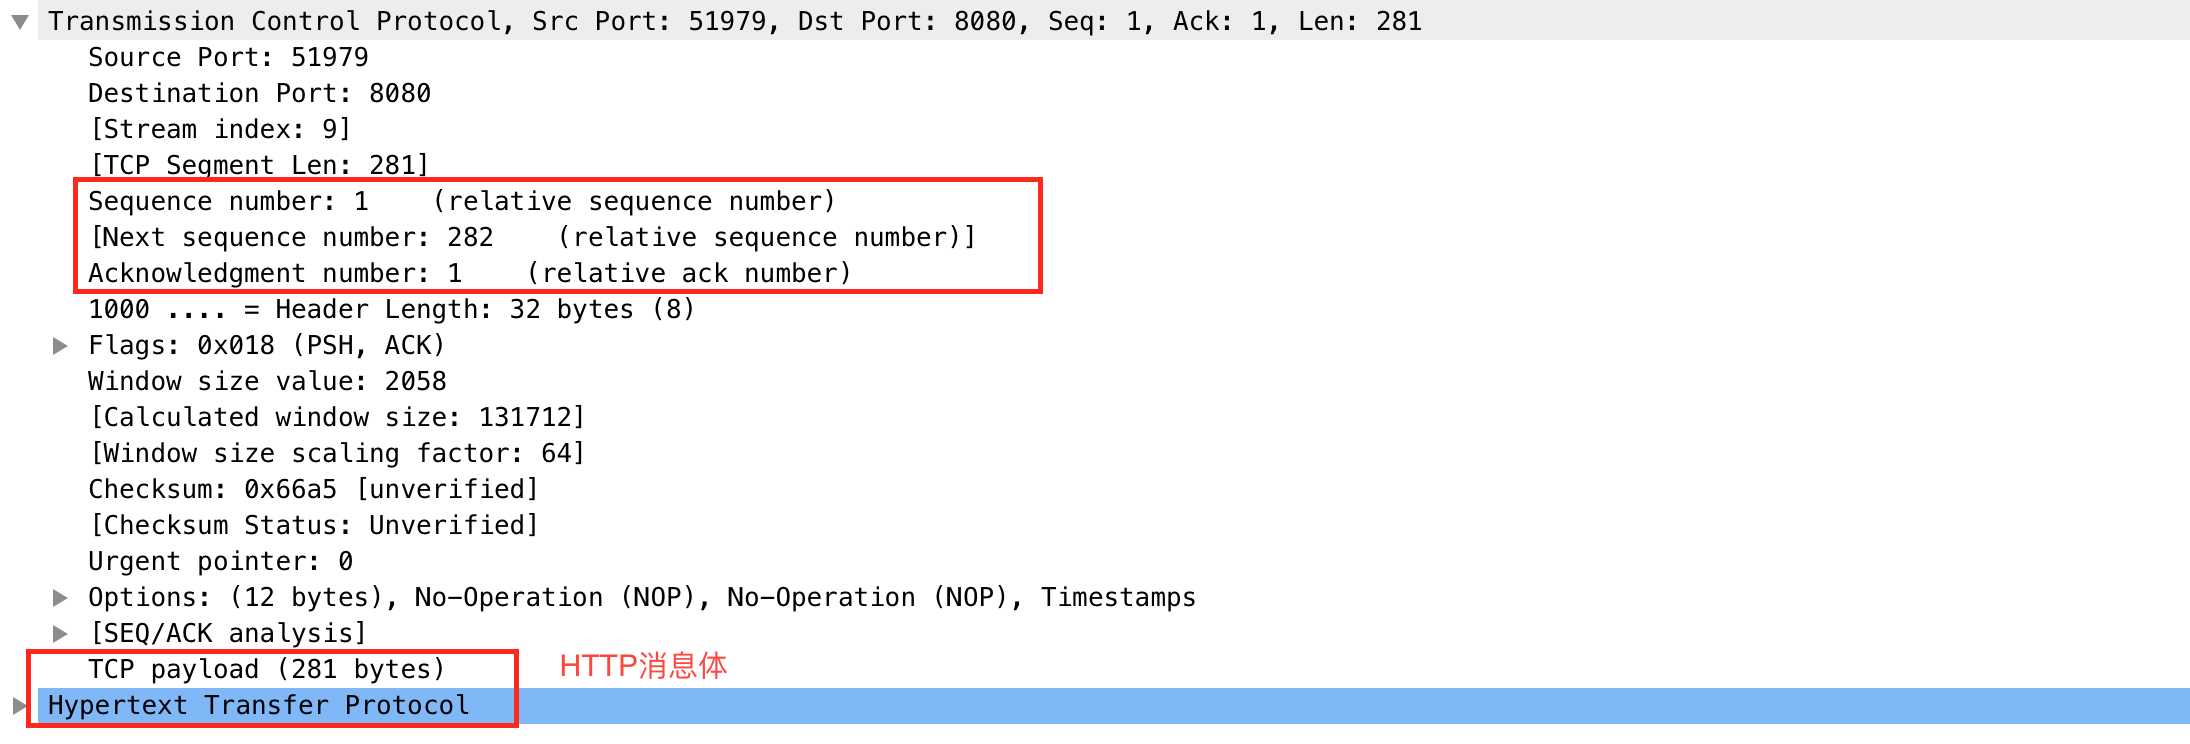 Transmission Control Protocol, Src Port: 51979, Dst Port: 8080, Seq: 1, Ack: 1, Len: 281
Source Port: 51979
Destination Port: 8080
[Stream index: 9]
[TCP Segment Len: 281]
Sequence number: 1    (relative sequence number)
[Next sequence number: 282    (relative sequence number)]
Acknowledgment number: 1    (relative ack number)
1000 .... = Header Length: 32 bytes (8)
Flags: 0x018 (PSH, ACK)
Window size value: 2058
[Calculated window size: 131712]
[Window size scaling factor: 64]
Checksum: 0x66a5 [unverified]
[Checksum Status: Unverified]
Urgent pointer: 0
Options: (12 bytes), No-Operation (NOP), No-Operation (NOP), Timestamps
[SEQ/ACK analysis]
TCP payload (281 bytes) HTTP消息体
Hypertext Transfer Protocol